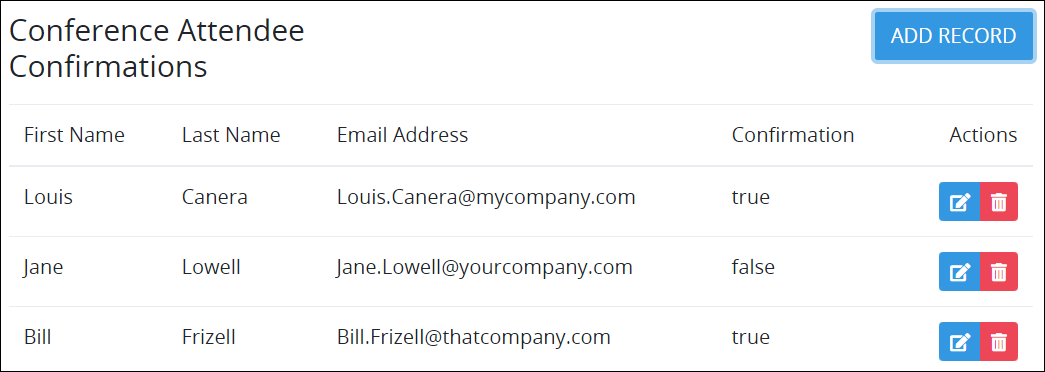 Conference Attendee
Confirmations
ADD RECORD
First Name Last Name Email Address Confirmation Actions
Louis Canera Louis.Canera@mycompany.com true
Jane Lowell Jane.Lowell@yourcompany.com false
Bill Frizell Bill.Frizell@thatcompany.com true